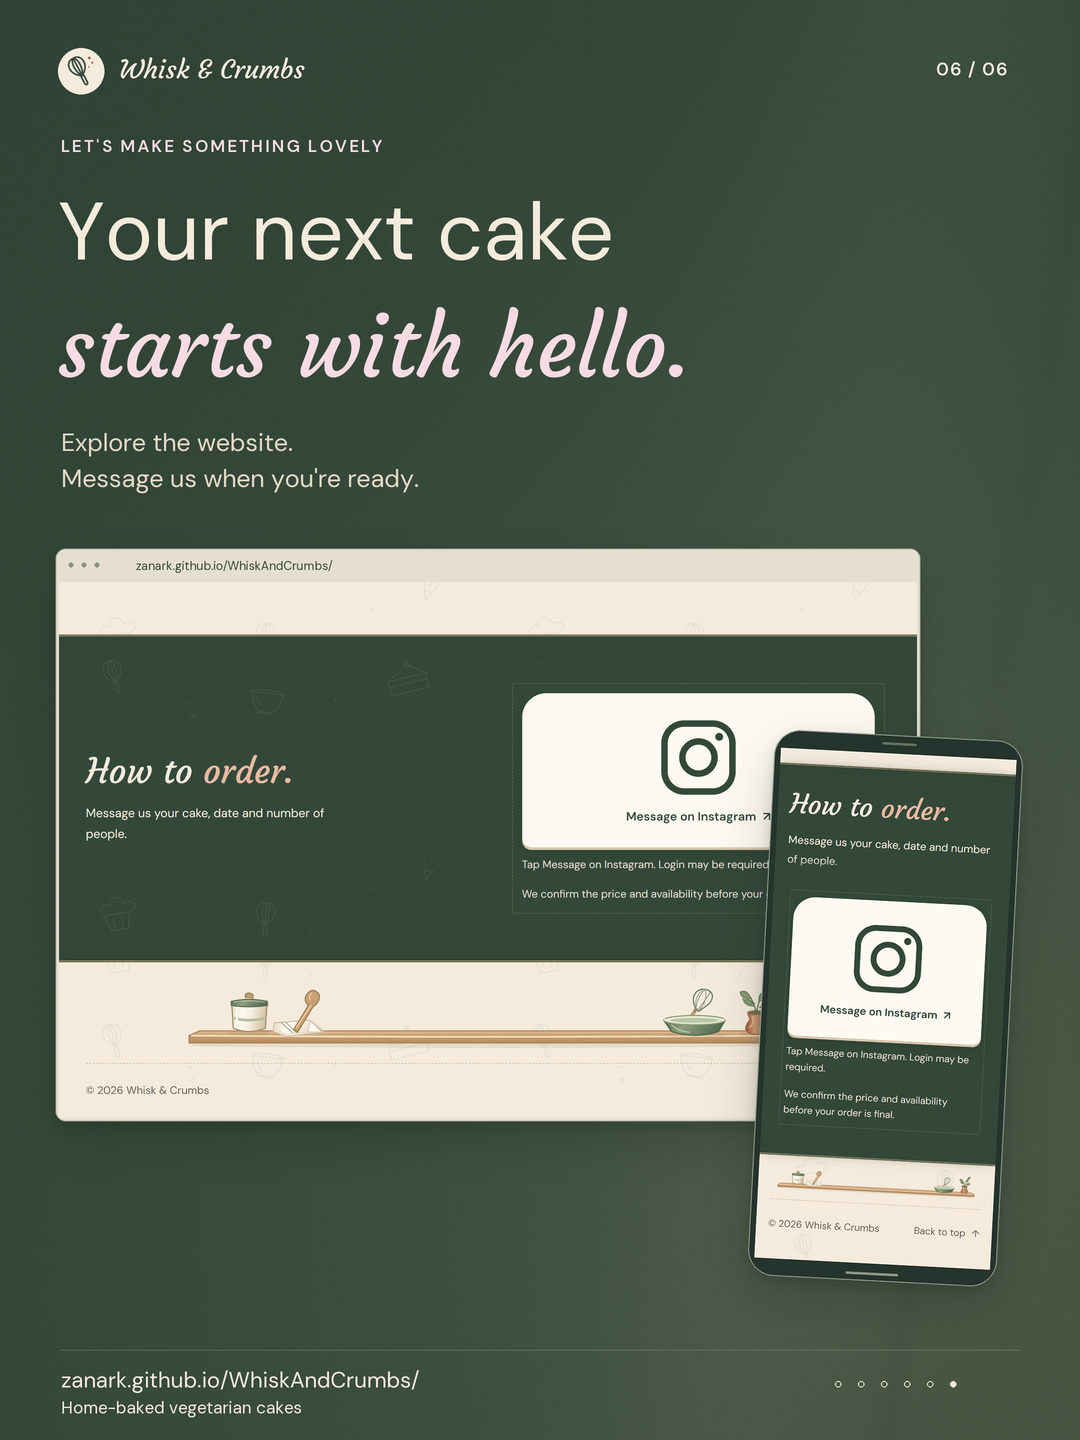 Whisk & Crumbs
06 / 06
LET'S MAKE SOMETHING LOVELY
Your next cake
starts with hello.
Explore the website.
Message us when you're ready.
zanark.github.io/WhiskAndCrumbs/
How to order.
Message us your cake, date and number of
people.
Message on Instagram ↗
Tap Message on Instagram. Login may be required
We confirm the price and availability before your
© 2026 Whisk & Crumbs
How to order.
Message us your cake, date and number
of people.
Message on Instagram ↗
Tap Message on Instagram. Login may be
required.
We confirm the price and availability
before your order is final.
© 2026 Whisk & Crumbs
Back to top ↑
zanark.github.io/WhiskAndCrumbs/
Home-baked vegetarian cakes